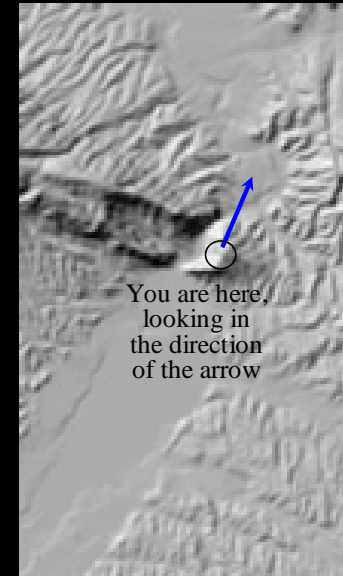 You are here,
looking in
the direction
of the arrow